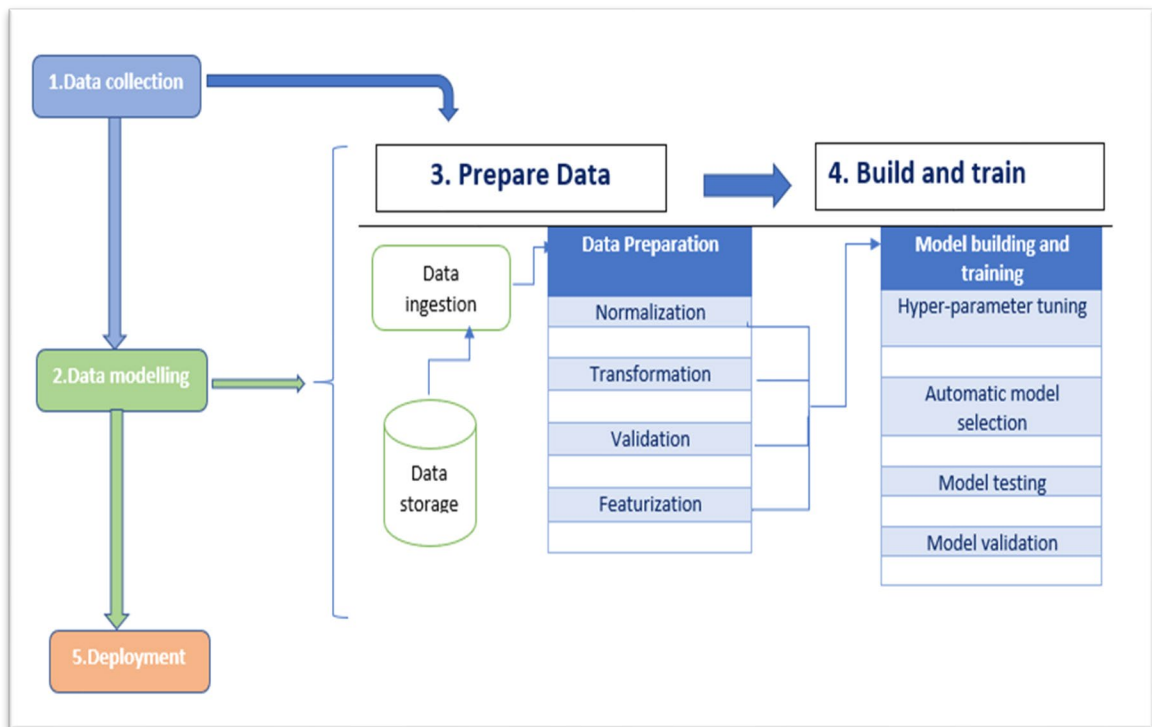 1.Data collection
3. Prepare Data
4. Build and train
Data Preparation
Model building and
training
Data
ingestion
Normalization
Hyper-parameter tuning
2.Data modelling
Transformation
Automatic model
selection
Validation
Data
storage
Featurization
Model testing
Model validation
5.Deployment